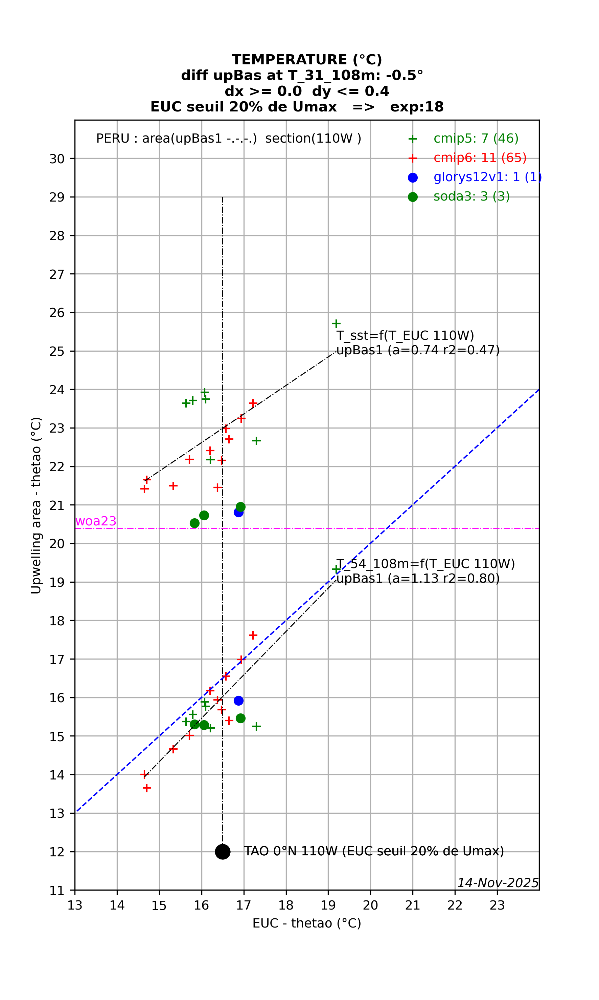 TEMPERATURE (°C)
diff upBas at T_31_108m: -0.5°
dx >= 0.0  dy <= 0.4
EUC seuil 20% de Umax   =>   exp:18
PERU : area(upBas1 -.-.-.)  section(110W )
cmip5: 7 (46)
cmip6: 11 (65)
glorys12v1: 1 (1)
soda3: 3 (3)
30
29
28
27
26
25
24
23
22
21
20
19
18
17
16
15
14
13
12
11
T_sst=f(T_EUC 110W)
upBas1 (a=0.74 r2=0.47)
woa23
T_54_108m=f(T_EUC 110W)
upBas1 (a=1.13 r2=0.80)
TAO 0°N 110W (EUC seuil 20% de Umax)
14-Nov-2025
Upwelling area - thetao (°C)
13 14 15 16 17 18 19 20 21 22 23
EUC - thetao (°C)